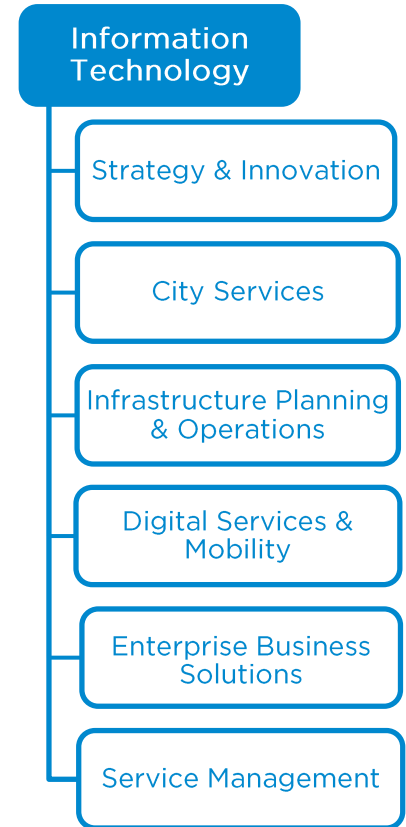 Information
Technology
Strategy & Innovation
City Services
Infrastructure Planning
& Operations
Digital Services &
Mobility
Enterprise Business
Solutions
Service Management